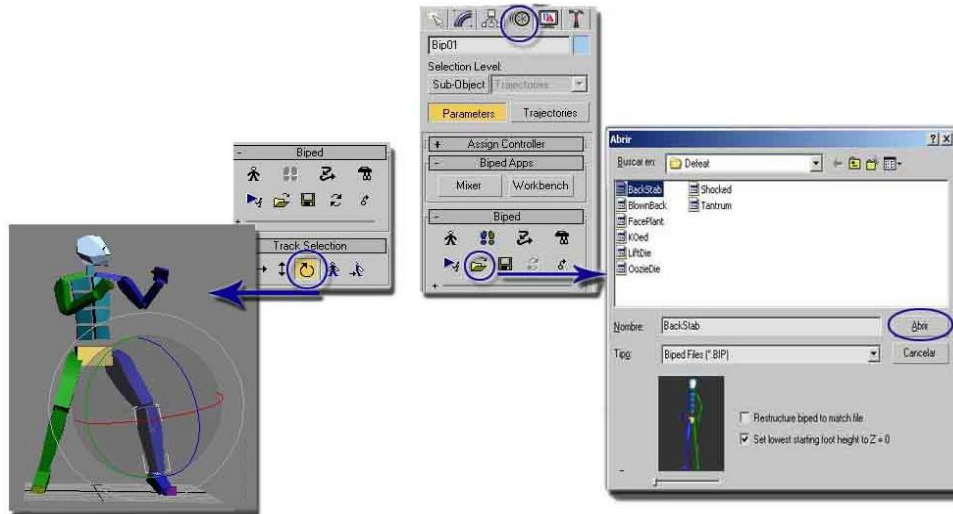 Bip01
Selection Level:
Sub-Object Trajectories
Parameters Trajectories
+ Assign Controller
- Biped Apps
Mixer Workbench
- Biped
- Biped
- Track Selection
Abrir
Buscar en: Defeat
BackStab Shocked
BlownBack Tantrum
FacePlant
KOed
LiftDie
OozieDie
Nombre: BackStab Abrir
Tipo: Biped Files (*.BIP) Cancelar
Restructure biped to match file
Set lowest starting foot height to Z = 0